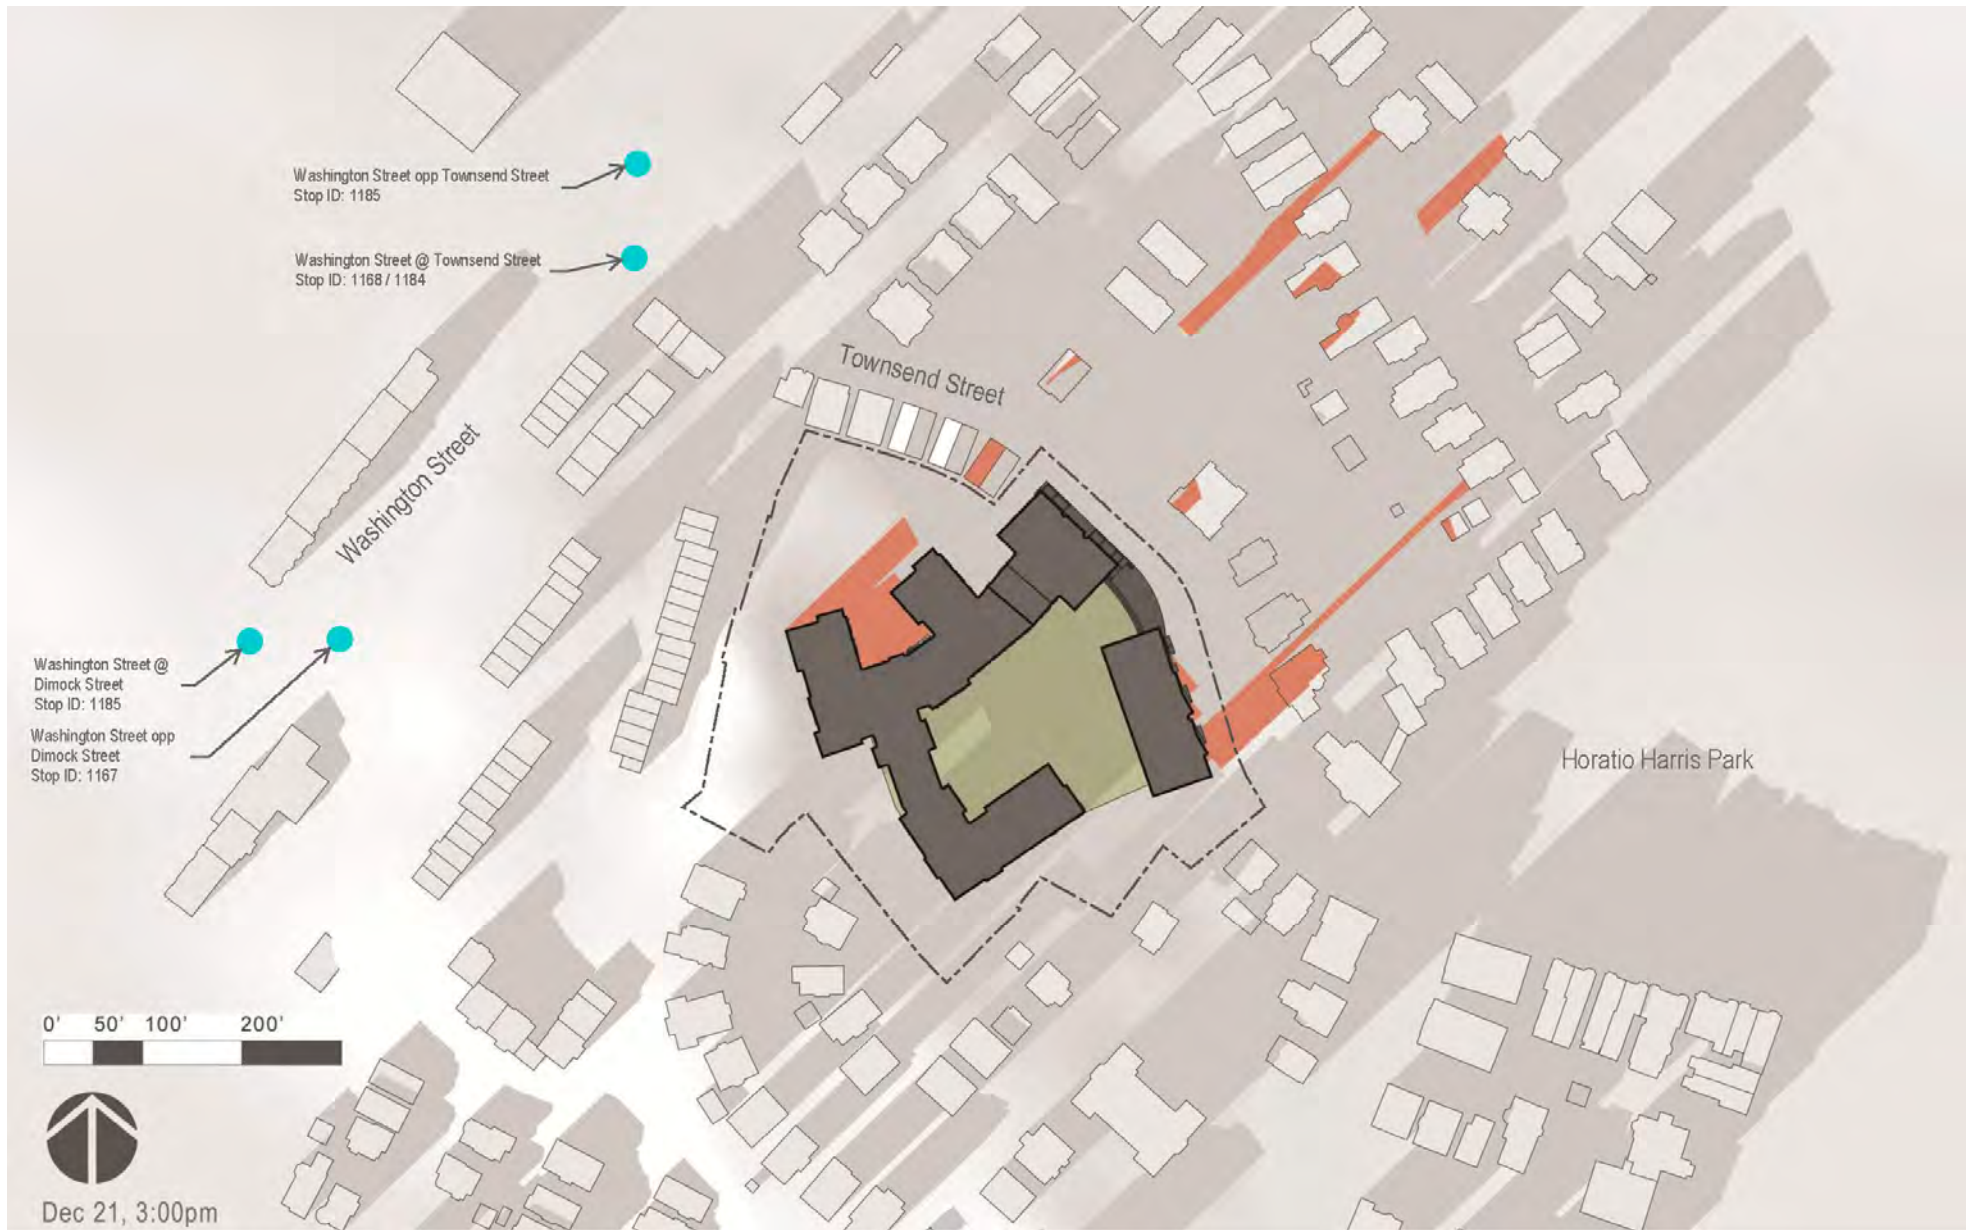 Washington Street opp Townsend Street
Stop ID: 1185
Washington Street @ Townsend Street
Stop ID: 1168 / 1184
Townsend Street
Washington Street
Washington Street @
Dimock Street
Stop ID: 1185
Washington Street opp
Dimock Street
Stop ID: 1167
Horatio Harris Park
0' 50' 100' 200'
Dec 21, 3:00pm